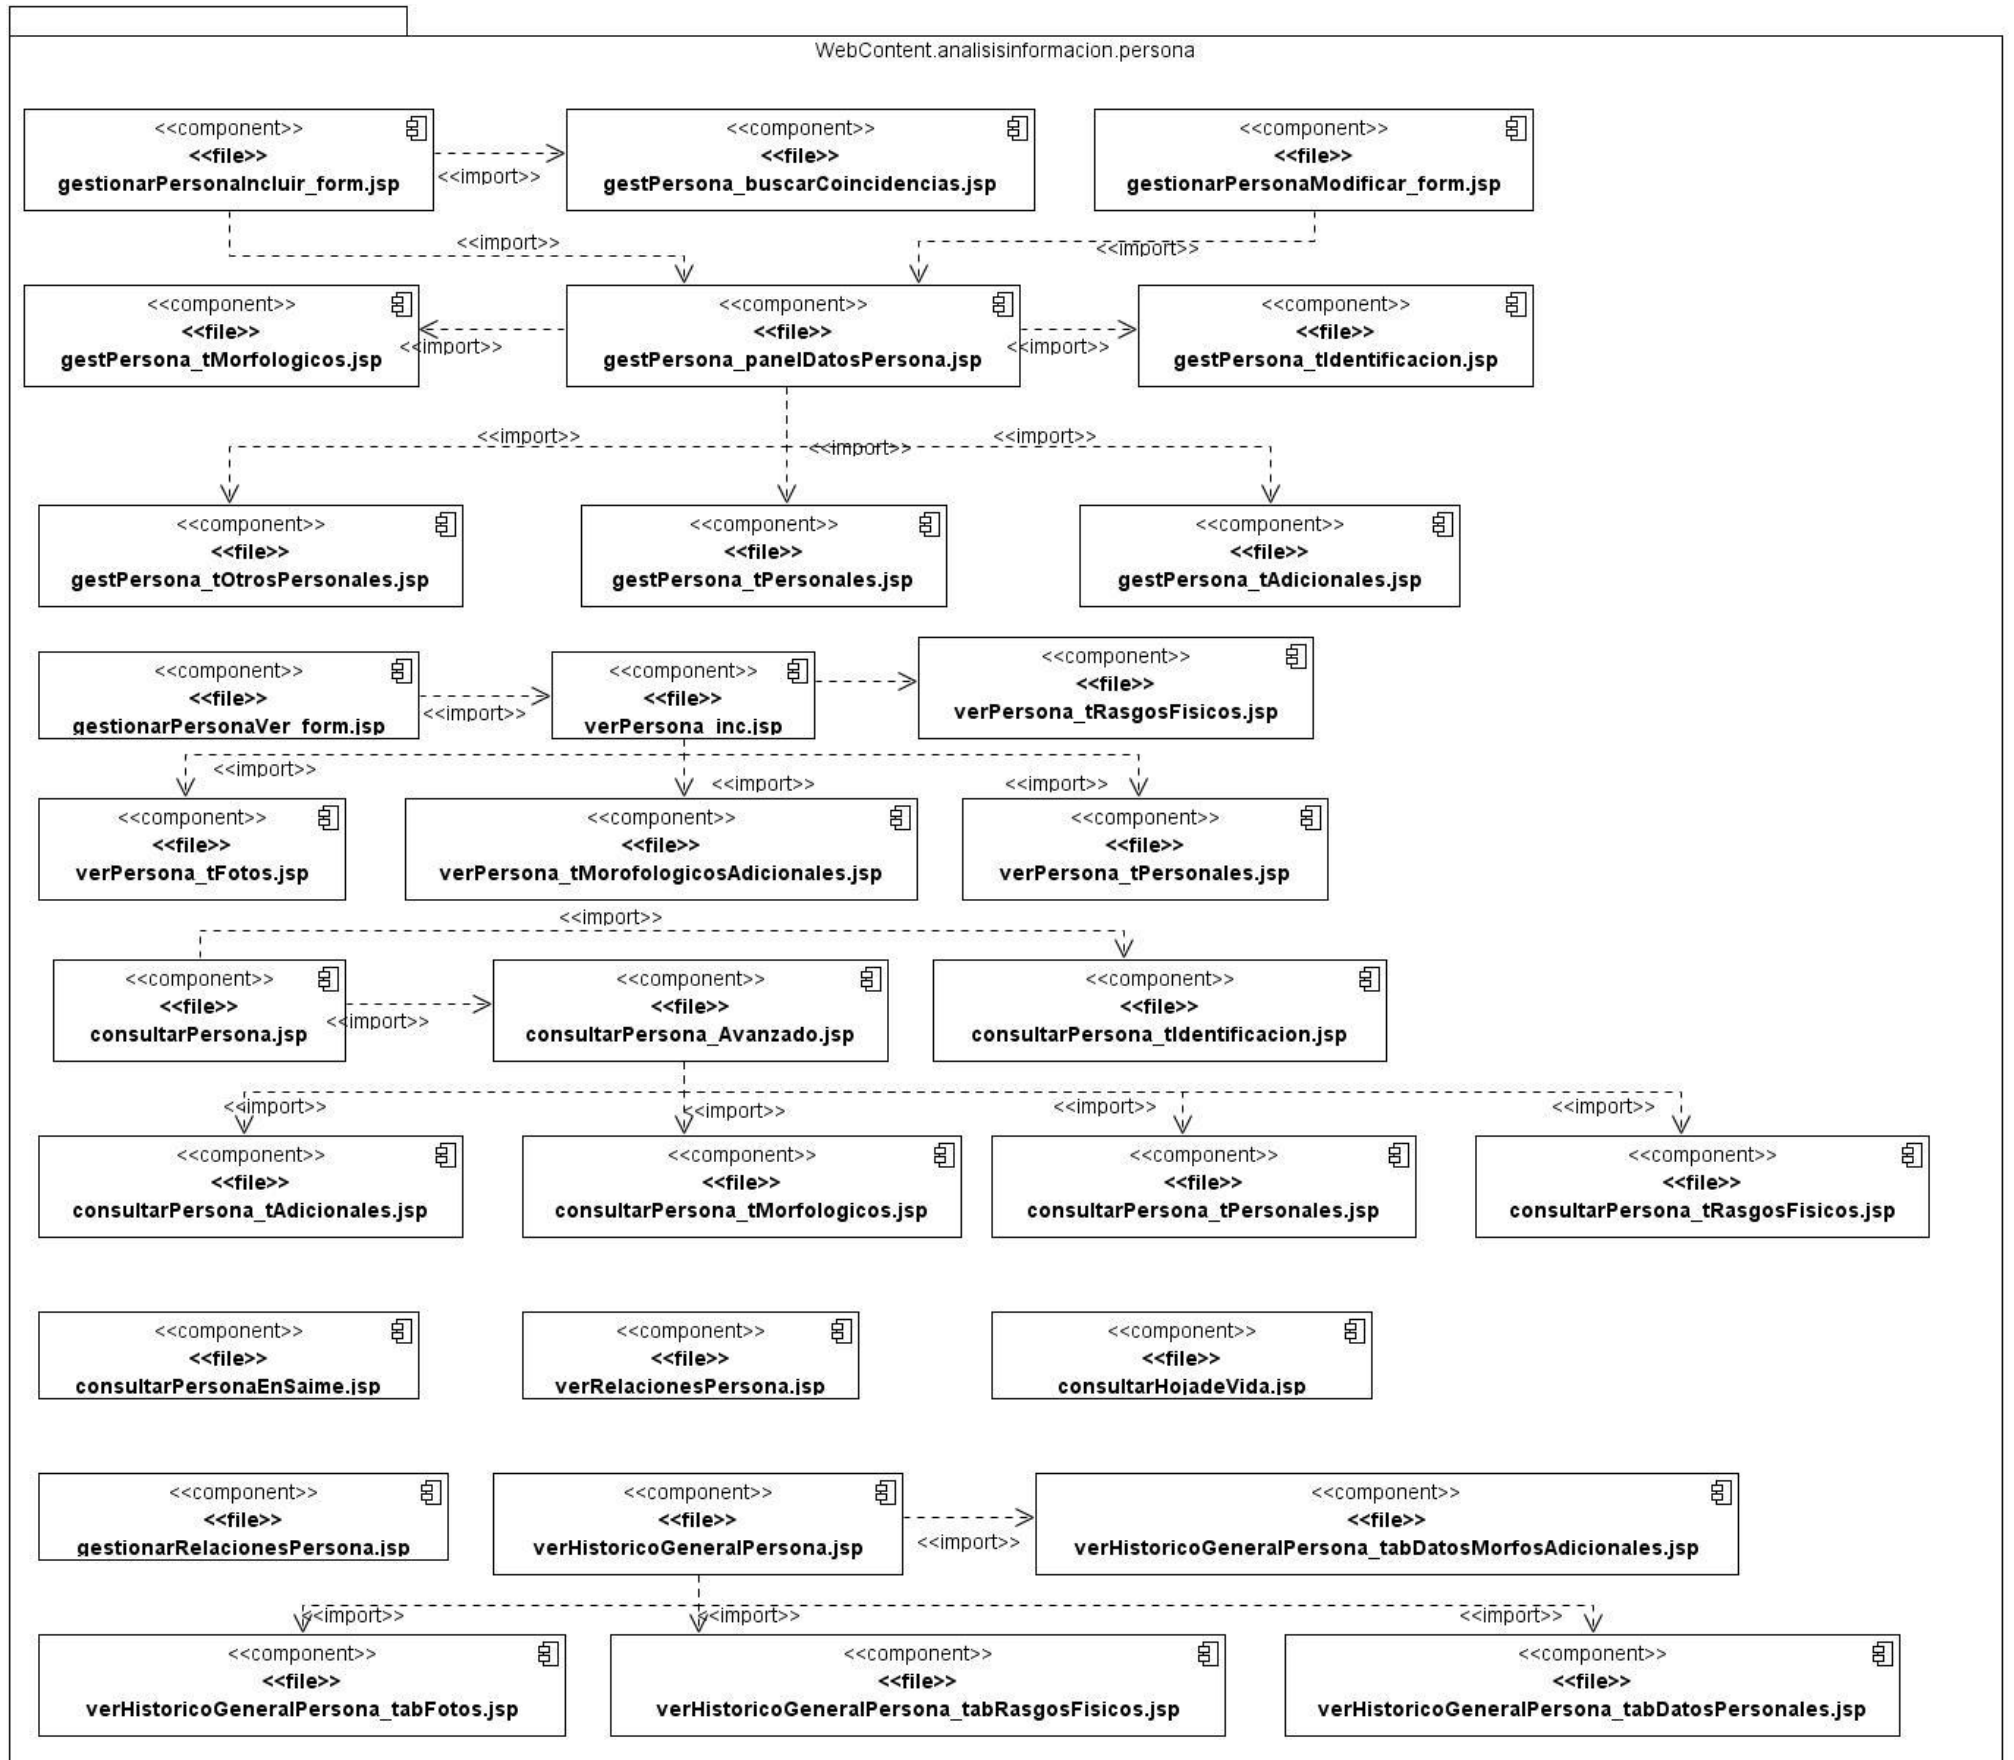 WebContent.analisisinformacion.persona
<<component>>
<<file>>
gestionarPersonaIncluir_form.jsp
<<import>>
<<component>>
<<file>>
gestPersona_buscarCoincidencias.jsp
<<component>>
<<file>>
gestionarPersonaModificar_form.jsp
<<import>>
<<import>>
<<component>>
<<file>>
gestPersona_tMorfologicos.jsp
<<import>>
<<component>>
<<file>>
gestPersona_panelDatosPersona.jsp
<<import>>
<<component>>
<<file>>
gestPersona_tIdentificacion.jsp
<<import>>
<<import>>
<<import>>
<<component>>
<<file>>
gestPersona_tOtrosPersonales.jsp
<<component>>
<<file>>
gestPersona_tPersonales.jsp
<<component>>
<<file>>
gestPersona_tAdicionales.jsp
<<component>>
<<file>>
gestionarPersonaVer_form.jsp
<<import>>
<<component>>
<<file>>
verPersona_inc.jsp
<<component>>
<<file>>
verPersona_tRasgosFisicos.jsp
<<import>>
<<import>>
<<import>>
<<component>>
<<file>>
verPersona_tFotos.jsp
<<component>>
<<file>>
verPersona_tMorofologicosAdicionales.jsp
<<component>>
<<file>>
verPersona_tPersonales.jsp
<<import>>
<<component>>
<<file>>
consultarPersona.jsp
<<import>>
<<component>>
<<file>>
consultarPersona_Avanzado.jsp
<<component>>
<<file>>
consultarPersona_tIdentificacion.jsp
<<import>>
<<import>>
<<import>>
<<import>>
<<component>>
<<file>>
consultarPersona_tAdicionales.jsp
<<component>>
<<file>>
consultarPersona_tMorfologicos.jsp
<<component>>
<<file>>
consultarPersona_tPersonales.jsp
<<component>>
<<file>>
consultarPersona_tRasgosFisicos.jsp
<<component>>
<<file>>
consultarPersonaEnSaime.jsp
<<component>>
<<file>>
verRelacionesPersona.jsp
<<component>>
<<file>>
consultarHojadeVida.jsp
<<component>>
<<file>>
gestionarRelacionesPersona.jsp
<<component>>
<<file>>
verHistoricoGeneralPersona.jsp
<<import>>
<<component>>
<<file>>
verHistoricoGeneralPersona_tabDatosMorfosAdicionales.jsp
<<import>>
<<import>>
<<import>>
<<component>>
<<file>>
verHistoricoGeneralPersona_tabFotos.jsp
<<component>>
<<file>>
verHistoricoGeneralPersona_tabRasgosFisicos.jsp
<<component>>
<<file>>
verHistoricoGeneralPersona_tabDatosPersonales.jsp